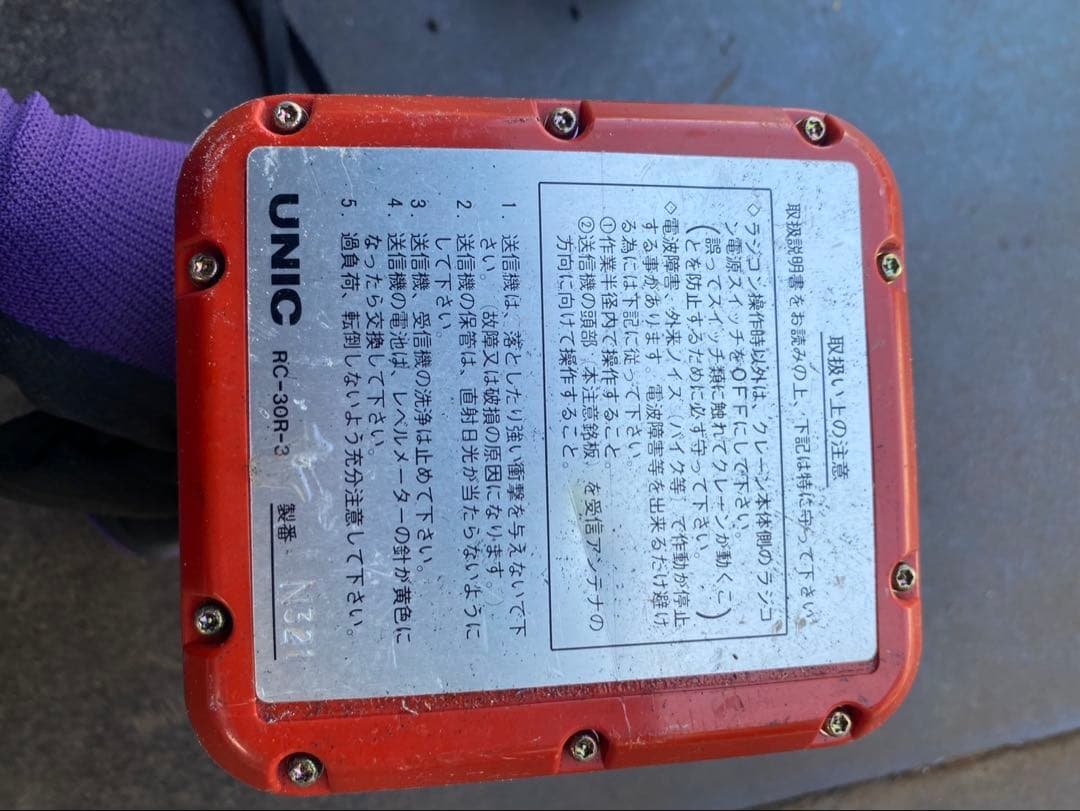 取扱い上の注意
取扱説明書をお読みの上、下記は特に守って下さい
◇ラジコン操作時以外は、クレーン本体側のラジコ
ン電源スイッチをOFFにして下さい。
(誤ってスイッチ類に触れてクレーンが動くこ
とを防止するために必ず守って下さい。)
◇電波障害、外来ノイズ(バイク等)で作動が停止
する事があります。電波障害等を出来るだけ避け
る為には下記に従って下さい。
①作業半径内で操作すること。
②送信機の頭部(本注意銘板)を受信アンテナの
方向に向けて操作すること。
1. 送信機は、落としたり強い衝撃を与えないで下
さい。(故障又は破損の原因になります。)
2. 送信機の保管は、直射日光が当たらないように
して下さい
3. 送信機、受信機の洗浄は止めて下さい。
4. 送信機の電池は、レベルメーターの針が黄色に
なったら交換して下さい。
5. 過負荷、転倒しないよう充分注意して下さい。
UNIC RC-30R-3 製番